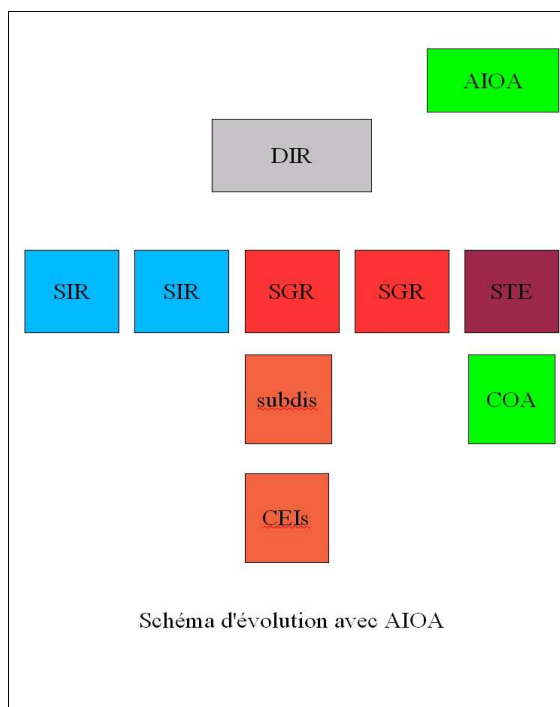 AIOA
DIR
SIR SIR SGR SGR STE
subdis COA
CEIs
Schéma d'évolution avec AIOA